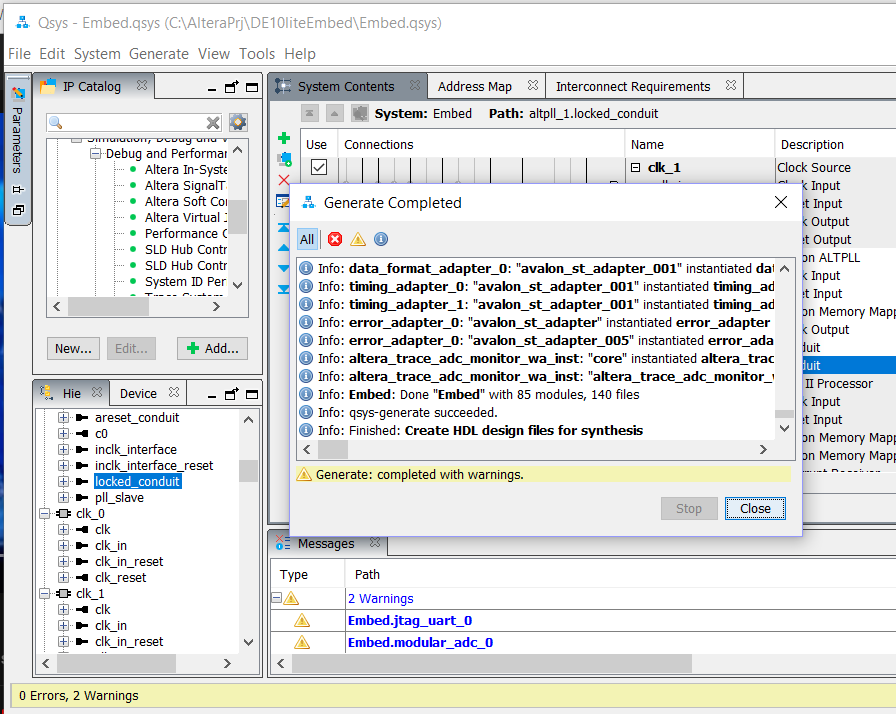 Qsys - Embed.qsys (C:\AlteraPrj\DE10liteEmbed\Embed.qsys)
File Edit System Generate View Tools Help
Parameters
IP Catalog
Debug and Performan
Altera In-Syste
Altera SignalT
Altera Soft Co
Altera Virtual J
Performance C
SLD Hub Contr
SLD Hub Contr
System ID Per
New... Edit... Add...
System Contents Address Map Interconnect Requirements
System: Embed Path: altpll_1.locked_conduit
Use Connections Name Description
clk_1 Clock Source
k Input
et Input
k Output
et Output
on ALTPLL
k Input
et Input
on Memory Mapp
k Output
duit
duit
II Processor
k Input
et Input
on Memory Mapp
on Memory Mapp
Generate Completed
All
Info: data_format_adapter_0: "avalon_st_adapter_001" instantiated dat
Info: timing_adapter_0: "avalon_st_adapter_001" instantiated timing_ad
Info: timing_adapter_1: "avalon_st_adapter_001" instantiated timing_ad
Info: error_adapter_0: "avalon_st_adapter" instantiated error_adapter
Info: error_adapter_0: "avalon_st_adapter_005" instantiated error_ada
Info: altera_trace_adc_monitor_wa_inst: "core" instantiated altera_trac
Info: altera_trace_adc_monitor_wa_inst: "altera_trace_adc_monitor_w
Info: Embed: Done "Embed" with 85 modules, 140 files
Info: qsys-generate succeeded.
Info: Finished: Create HDL design files for synthesis
Generate: completed with warnings.
Stop Close
Hie Device
areset_conduit
c0
inclk_interface
inclk_interface_reset
locked_conduit
pll_slave
clk_0
clk
clk_in
clk_in_reset
clk_reset
clk_1
clk
clk_in
clk_in_reset
Messages
Type Path
2 Warnings
Embed.jtag_uart_0
Embed.modular_adc_0
0 Errors, 2 Warnings